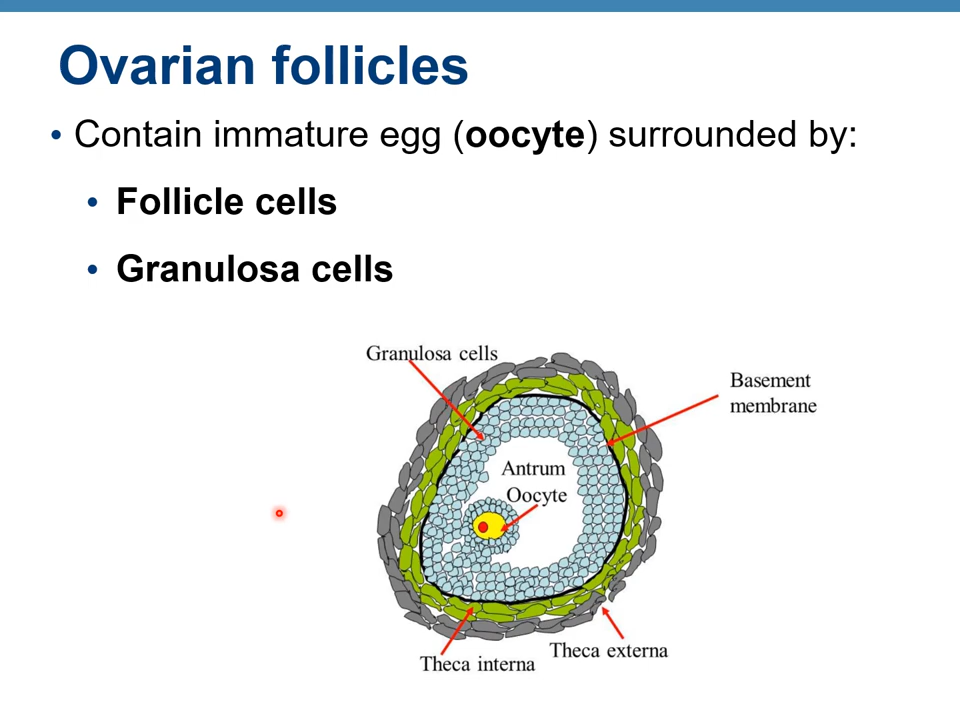 Ovarian follicles
• Contain immature egg (oocyte) surrounded by:
• Follicle cells
• Granulosa cells
Granulosa cells
Basement
membrane
Antrum
Oocyte
Theca interna
Theca externa